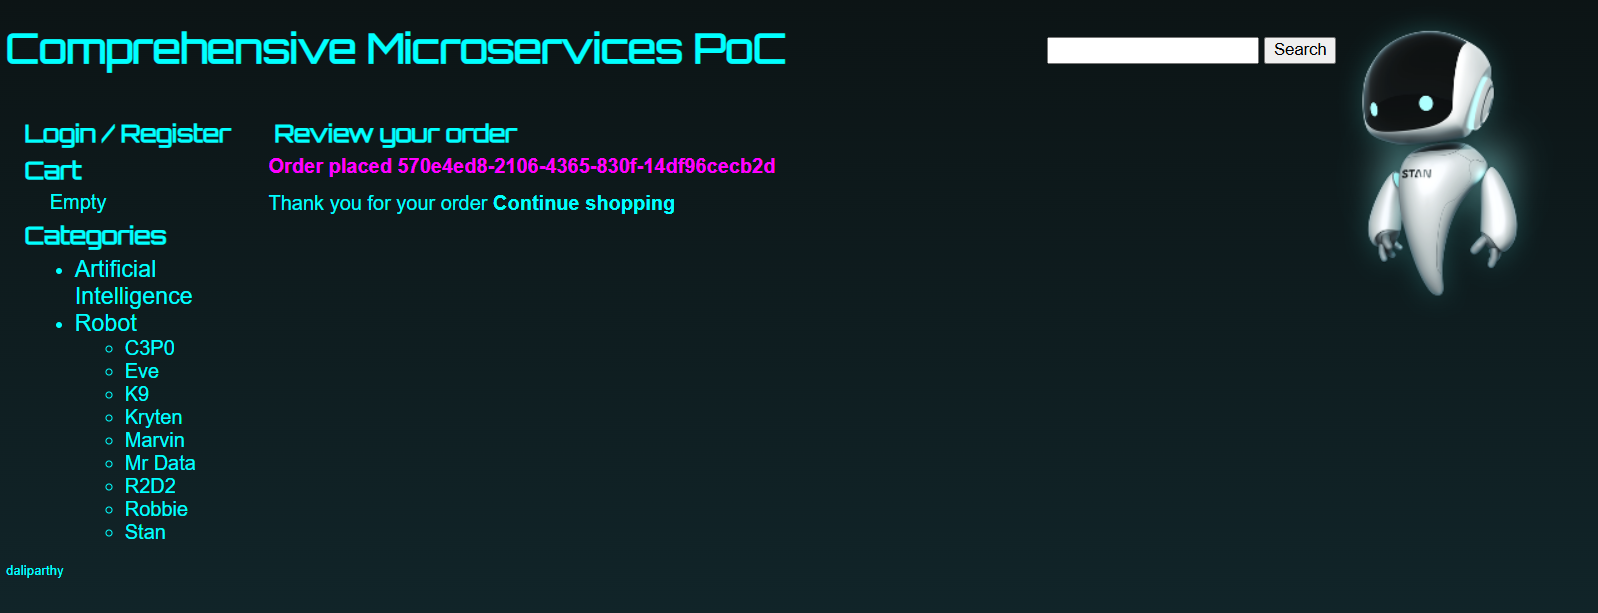 Comprehensive Microservices PoC
Search
Login / Register
Cart
Empty
Categories
Artificial
Intelligence
Robot
C3P0
Eve
K9
Kryten
Marvin
Mr Data
R2D2
Robbie
Stan
daliparthy
Review your order
Order placed 570e4ed8-2106-4365-830f-14df96cecb2d
Thank you for your order Continue shopping
STAN